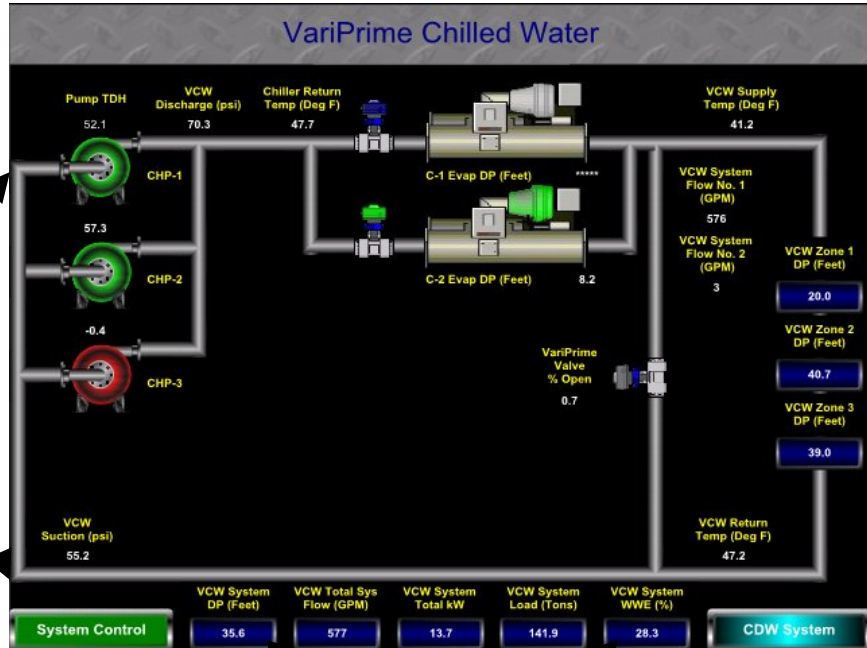 VariPrime Chilled Water
Pump TDH
52.1
VCW
Discharge (psi)
70.3
Chiller Return
Temp (Deg F)
47.7
VCW Supply
Temp (Deg F)
41.2
CHP-1
C-1 Evap DP (Feet)
*****
VCW System
Flow No. 1
(GPM)
576
57.3
CHP-2
C-2 Evap DP (Feet)
8.2
VCW System
Flow No. 2
(GPM)
3
VCW Zone 1
DP (Feet)
20.0
-0.4
CHP-3
VariPrime
Valve
% Open
0.7
VCW Zone 2
DP (Feet)
40.7
VCW Zone 3
DP (Feet)
39.0
VCW
Suction (psi)
55.2
VCW Return
Temp (Deg F)
47.2
System Control
VCW System
DP (Feet)
35.6
VCW Total Sys
Flow (GPM)
577
VCW System
Total kW
13.7
VCW System
Load (Tons)
141.9
VCW System
WWE (%)
28.3
CDW System